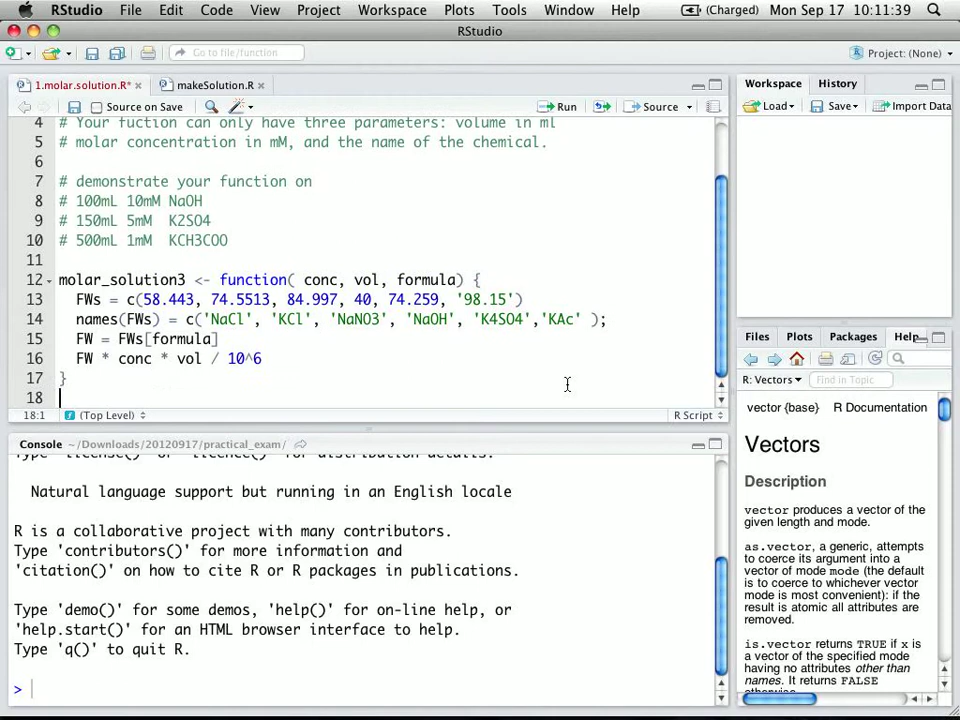 RStudio File Edit Code View Project Workspace Plots Tools Window Help (Charged) Mon Sep 17 10:11:39
RStudio
Go to file/function Project: (None)
1.molar.solution.R* makeSolution.R
Source on Save Run Source
4 # Your fuction can only have three parameters: volume in ml
5 # molar concentration in mM, and the name of the chemical.
6
7 # demonstrate your function on
8 # 100mL 10mM NaOH
9 # 150mL 5mM K2SO4
10 # 500mL 1mM KCH3COO
11
12 molar_solution3 <- function( conc, vol, formula) {
13 FWs = c(58.443, 74.5513, 84.997, 40, 74.259, '98.15')
14 names(FWs) = c('NaCl', 'KCl', 'NaNO3', 'NaOH', 'K4SO4','KAc' );
15 FW = FWs[formula]
16 FW * conc * vol / 10^6
17 }
18
18:1 (Top Level) R Script
Console ~/Downloads/20120917/practical_exam/
Type 'license()' or 'licence()' for distribution details.
Natural language support but running in an English locale
R is a collaborative project with many contributors.
Type 'contributors()' for more information and
'citation()' on how to cite R or R packages in publications.
Type 'demo()' for some demos, 'help()' for on-line help, or
'help.start()' for an HTML browser interface to help.
Type 'q()' to quit R.
>
Workspace History
Load Save Import Data
Files Plots Packages Help
R: Vectors Find in Topic
vector {base} R Documentation
Vectors
Description
vector produces a vector of the
given length and mode.
as.vector, a generic, attempts
to coerce its argument into a
vector of mode mode (the default
is to coerce to whichever vector
mode is most convenient): if the
result is atomic all attributes are
removed.
is.vector returns TRUE if x is
a vector of the specified mode
having no attributes other than
names. It returns FALSE
otherwise.